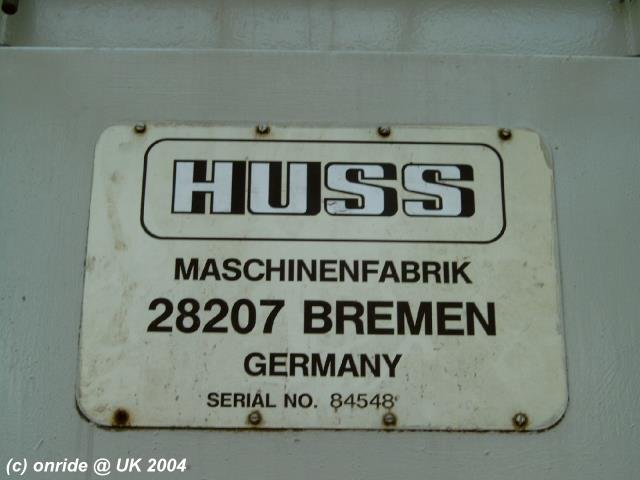 HUSS
MASCHINENFABRIK
28207 BREMEN
GERMANY
SERIAL NO. 84548
(c) onride @ UK 2004